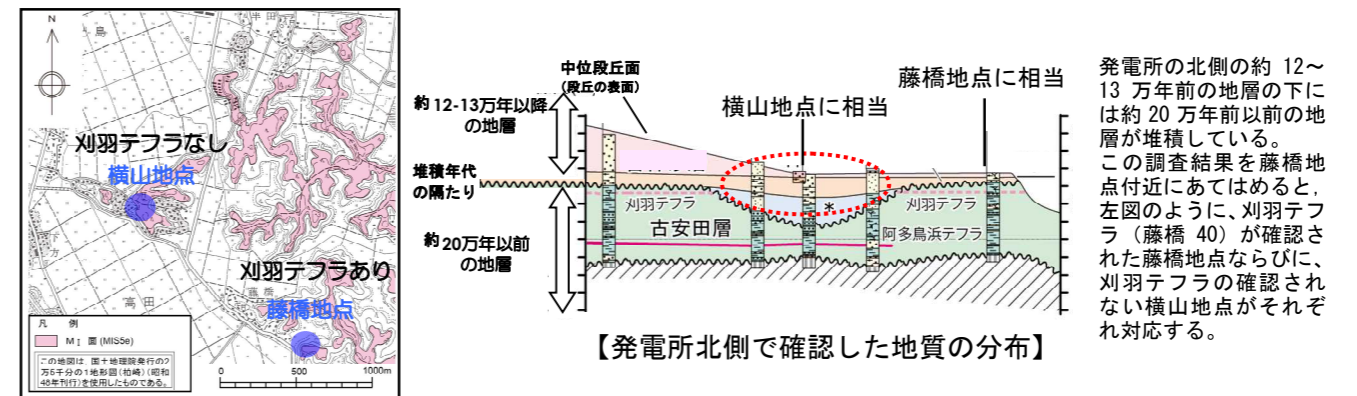 N
島
半田
刈羽テフラなし
横山地点
方
刈羽テフラあり
藤橋
高田
藤橋地点
凡 例
MⅠ 面 (MIS5e)
この地図は、国土地理院発行の2
万5千分の1地形図(柏崎)(昭和
48年刊行)を使用したものである。
0 500 1000m
中位段丘面
(段丘の表面)
約12-13万年以降
の地層
堆積年代
の隔たり
約20万年以前
の地層
横山地点に相当
藤橋地点に相当
刈羽テフラ
*
刈羽テフラ
古安田層
阿多鳥浜テフラ
【発電所北側で確認した地質の分布】
発電所の北側の約 12～
13 万年前の地層の下に
は約 20 万年前以前の地
層が堆積している。
この調査結果を藤橋地
点付近にあてはめると,
左図のように、刈羽テフ
ラ（藤橋 40）が確認さ
れた藤橋地点ならびに、
刈羽テフラの確認され
ない横山地点がそれぞ
れ対応する。